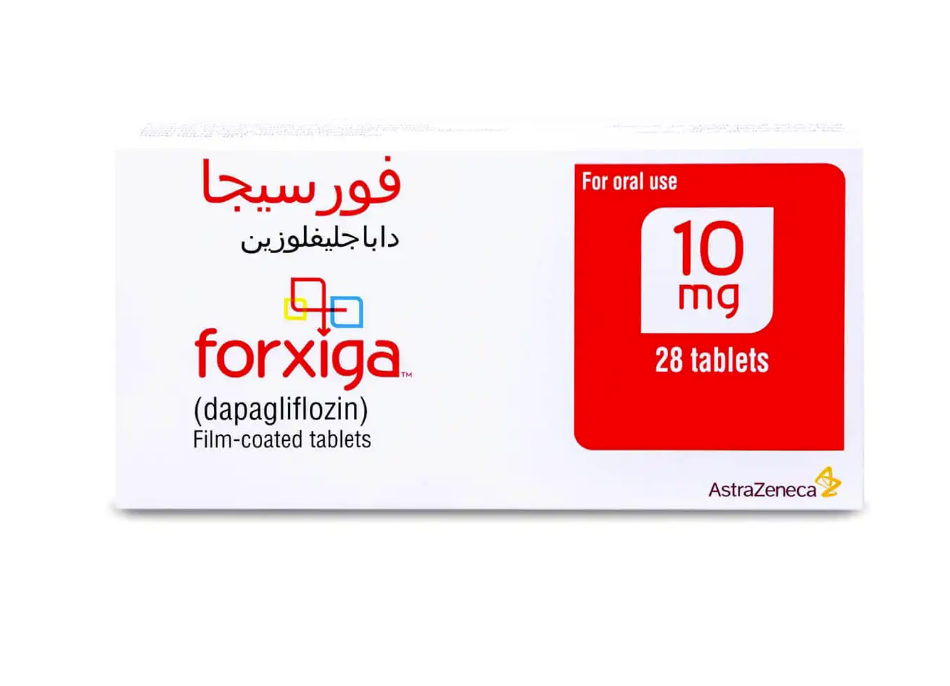 فورسيجا
داباجليفلوزين
forxiga™
(dapagliflozin)
Film-coated tablets
For oral use
10
mg
28 tablets
AstraZeneca